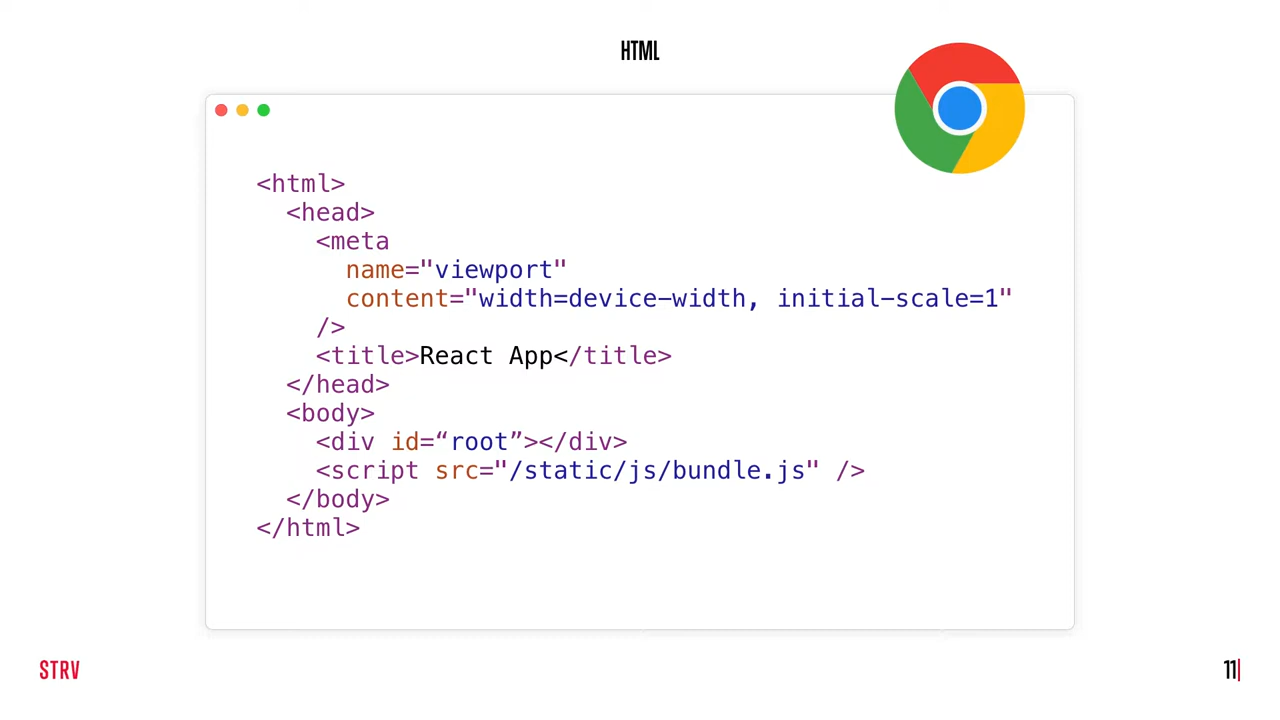 HTML
<html>
<head>
<meta
name="viewport"
content="width=device-width, initial-scale=1"
/>
<title>React App</title>
</head>
<body>
<div id=“root”></div>
<script src="/static/js/bundle.js" />
</body>
</html>
STRV
11